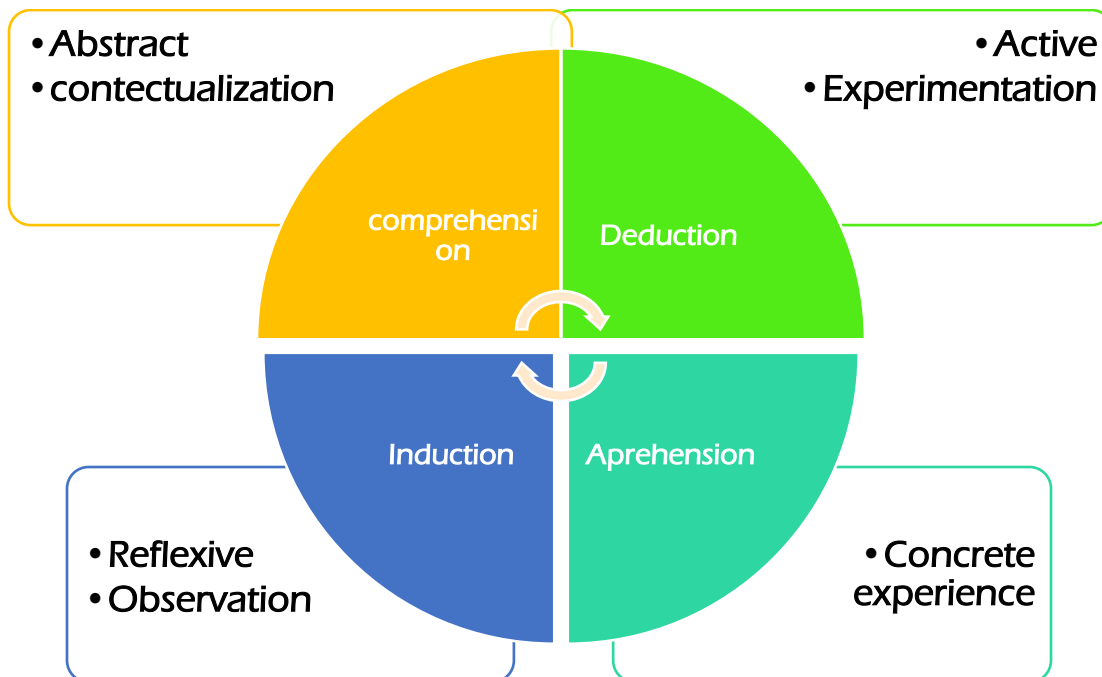 • Abstract
• contectualization
• Active
• Experimentation
comprehensi
on
Deduction
Induction
Aprehension
• Reflexive
• Observation
• Concrete
experience